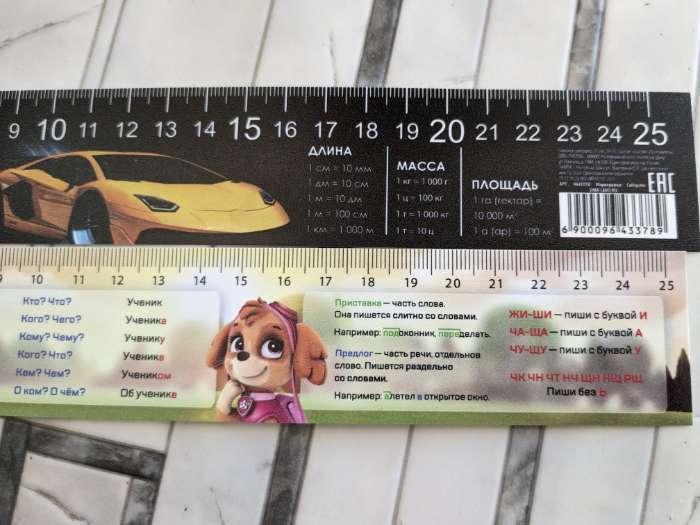 9 10 11 12 13 14 15 16 17 18 19 20 21 22 23 24 25
ДЛИНА
1 см = 10 мм
1 дм = 10 см
1 м = 10 дм
1 м = 100 см
1 км = 1 000 м
МАССА
1 кг = 1 000 г
1 ц = 100 кг
1 т = 1 000 кг
1 т = 10 ц
ПЛОЩАДЬ
1 га (гектар) =
10 000 м²
1 а (ар) = 100 м²
EAC
6 900096 433789
9 10 11 12 13 14 15 16 17 18 19 20 21 22 23 24 25
Кто? Что? Ученик
Кого? Чего? Ученика
Кому? Чему? Ученику
Кого? Что? Ученика
Кем? Чем? Учеником
О ком? О чём? Об ученике
Приставка — часть слова.
Она пишется слитно со словами.
Например: подоконник, переделать.
Предлог — часть речи, отдельное
слово. Пишется раздельно
со словами.
Например: влетел в открытое окно.
ЖИ-ШИ — пиши с буквой И
ЧА-ЩА — пиши с буквой А
ЧУ-ЩУ — пиши с буквой У
ЧК ЧН ЧТ НЧ ЩН НЩ РЩ
Пиши без Ь